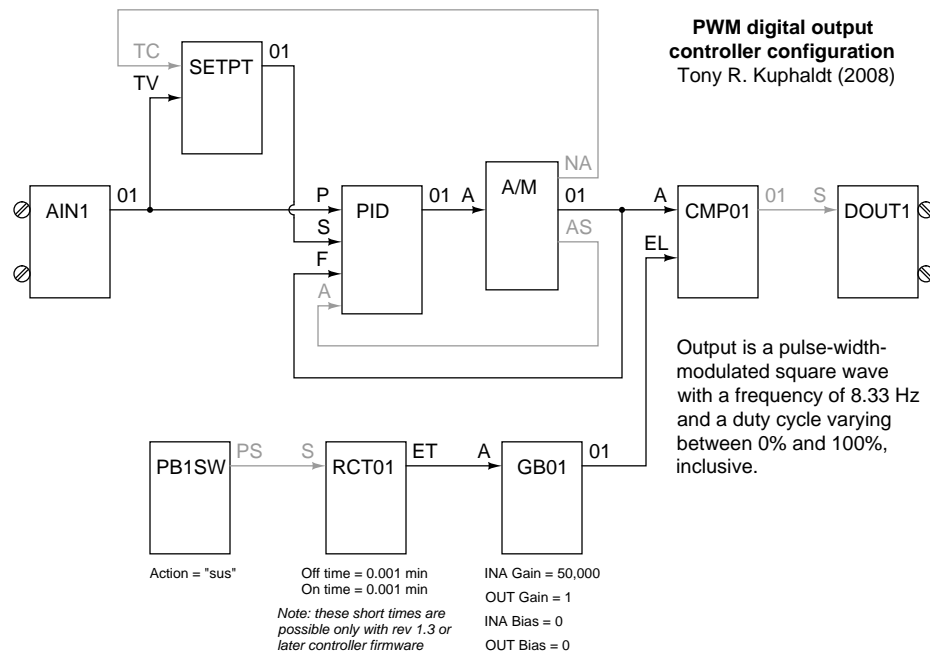 PWM digital output
controller configuration
Tony R. Kuphaldt (2008)
TC
TV
SETPT
01
AIN1
01
P
S
F
A
PID
01
A
A/M
NA
01
AS
A
EL
CMP01
01
S
DOUT1
Output is a pulse-width-
modulated square wave
with a frequency of 8.33 Hz
and a duty cycle varying
between 0% and 100%,
inclusive.
PB1SW
PS
S
RCT01
ET
A
GB01
01
Action = "sus"
Off time = 0.001 min
On time = 0.001 min
Note: these short times are
possible only with rev 1.3 or
later controller firmware
INA Gain = 50,000
OUT Gain = 1
INA Bias = 0
OUT Bias = 0